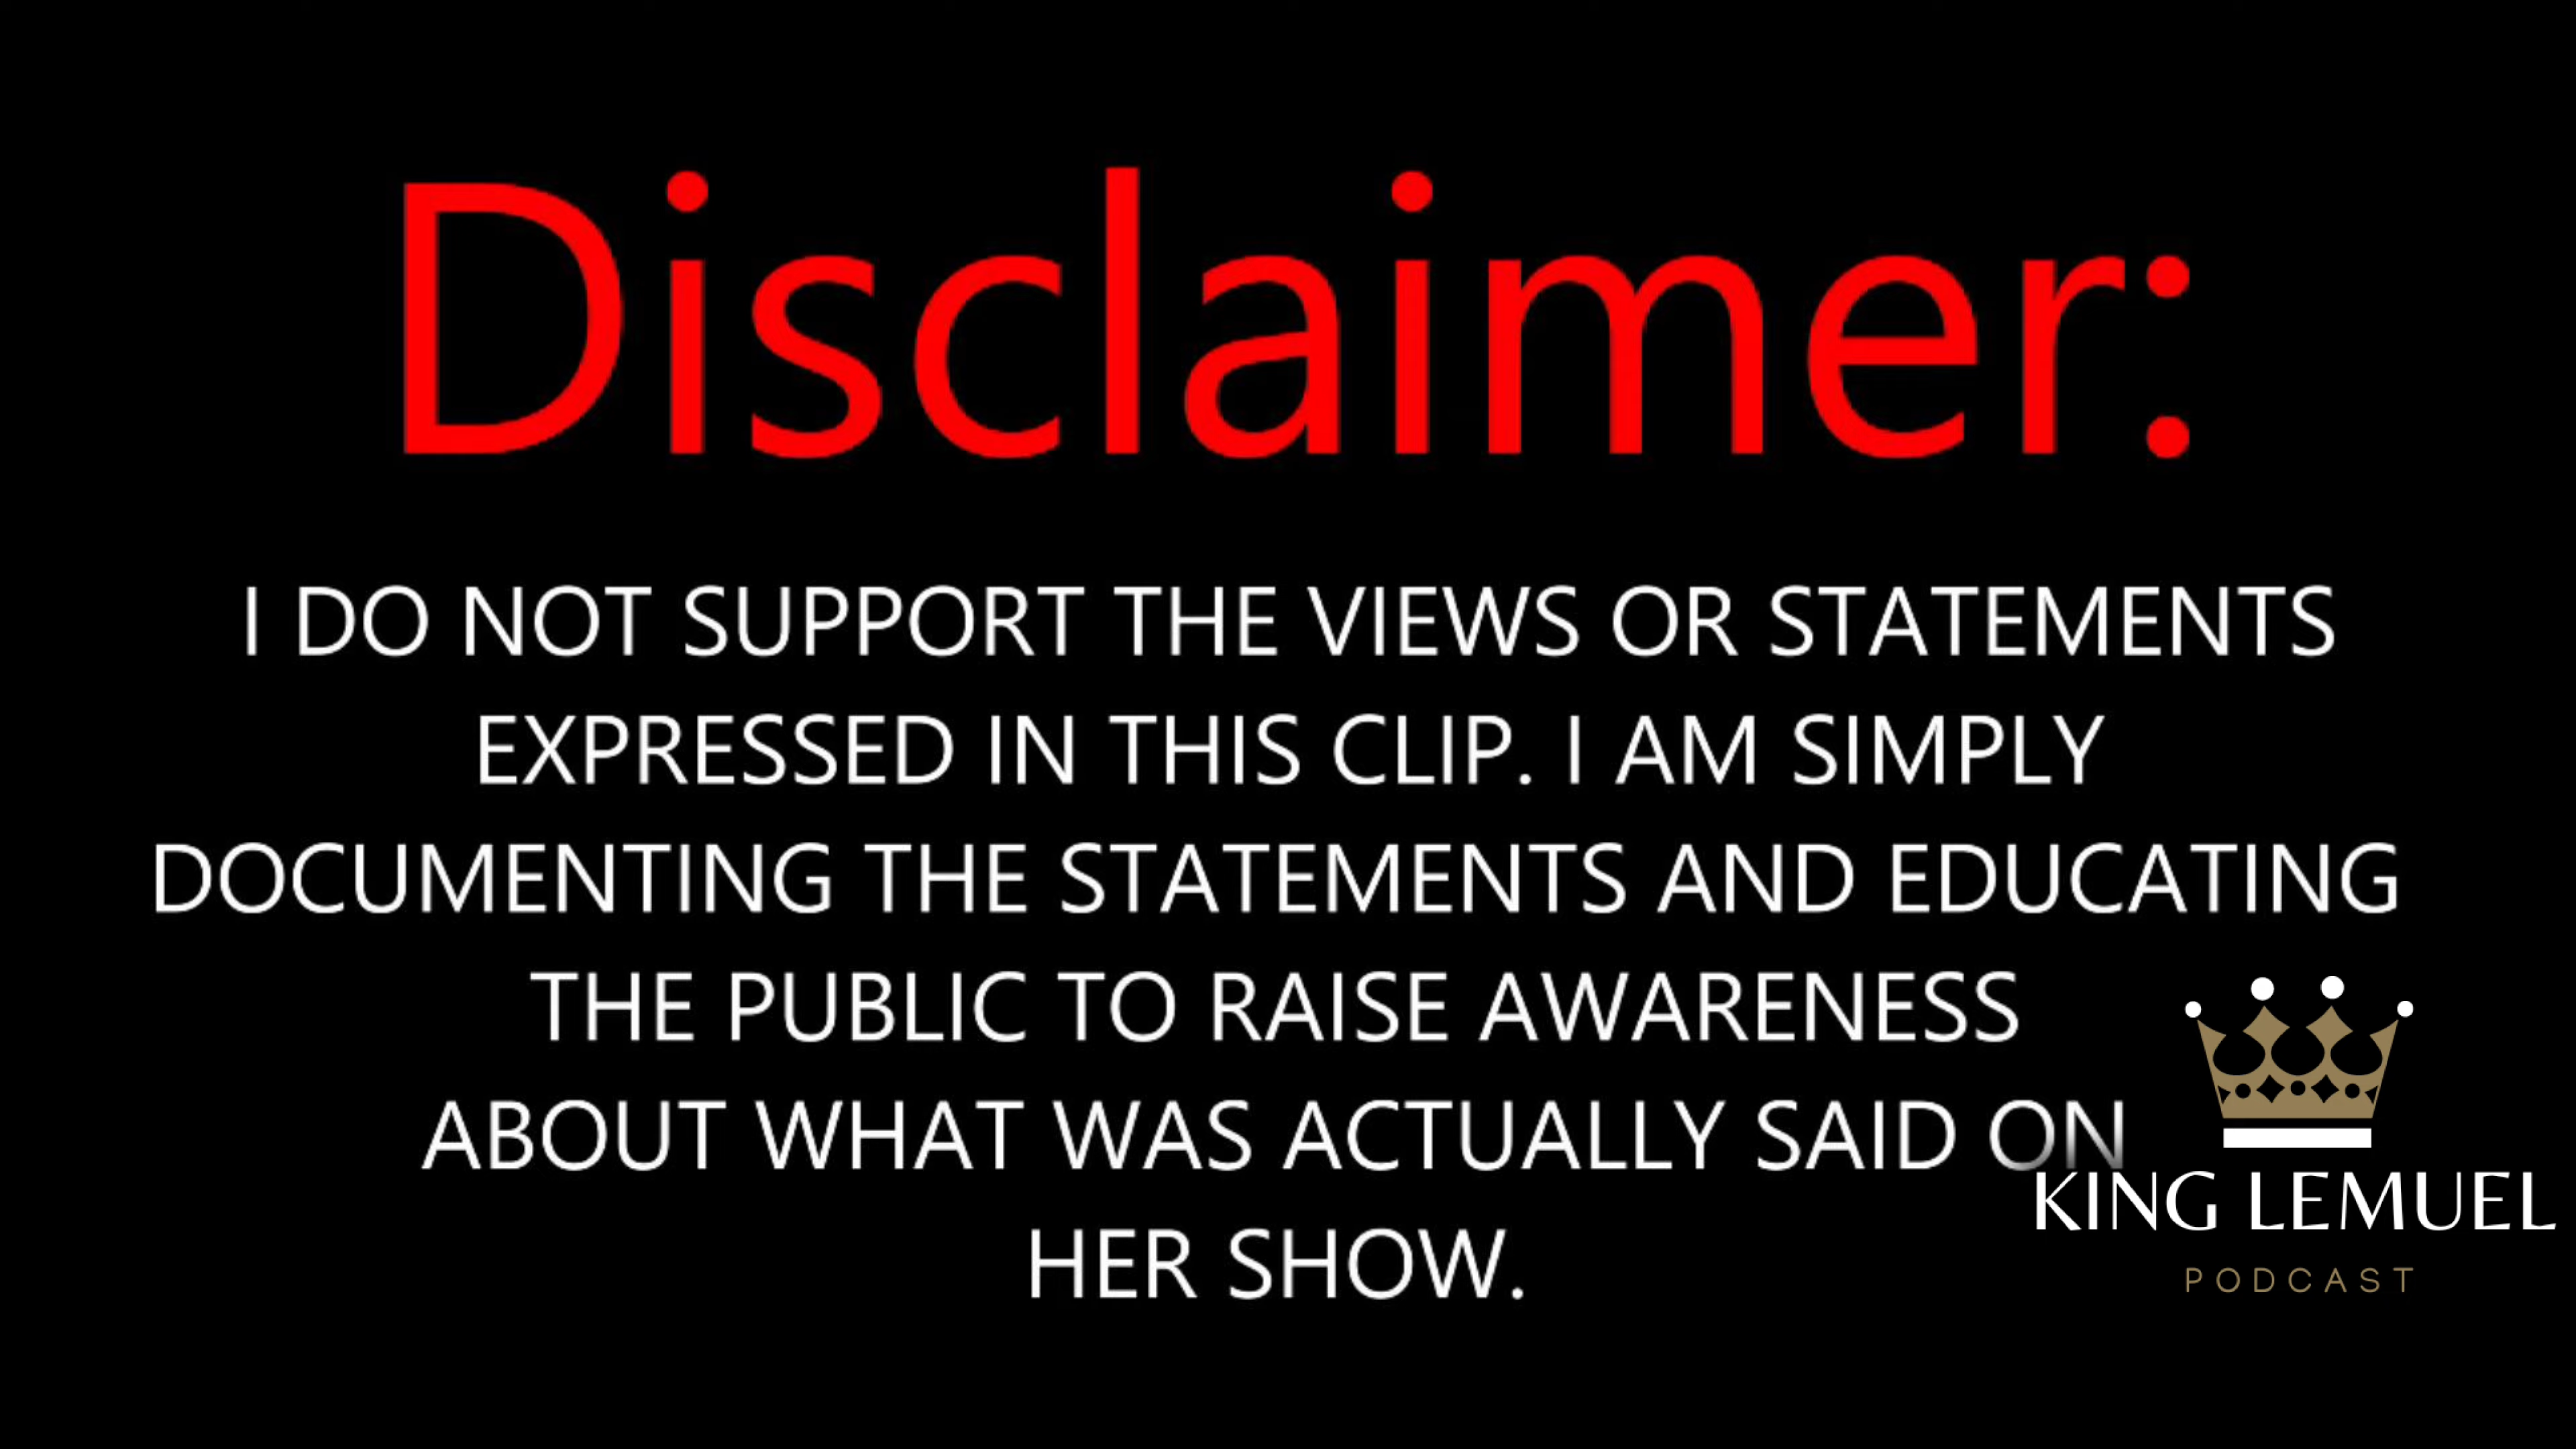 Disclaimer:
I DO NOT SUPPORT THE VIEWS OR STATEMENTS
EXPRESSED IN THIS CLIP. I AM SIMPLY
DOCUMENTING THE STATEMENTS AND EDUCATING
THE PUBLIC TO RAISE AWARENESS
ABOUT WHAT WAS ACTUALLY SAID ON
HER SHOW.
KING LEMUEL
PODCAST